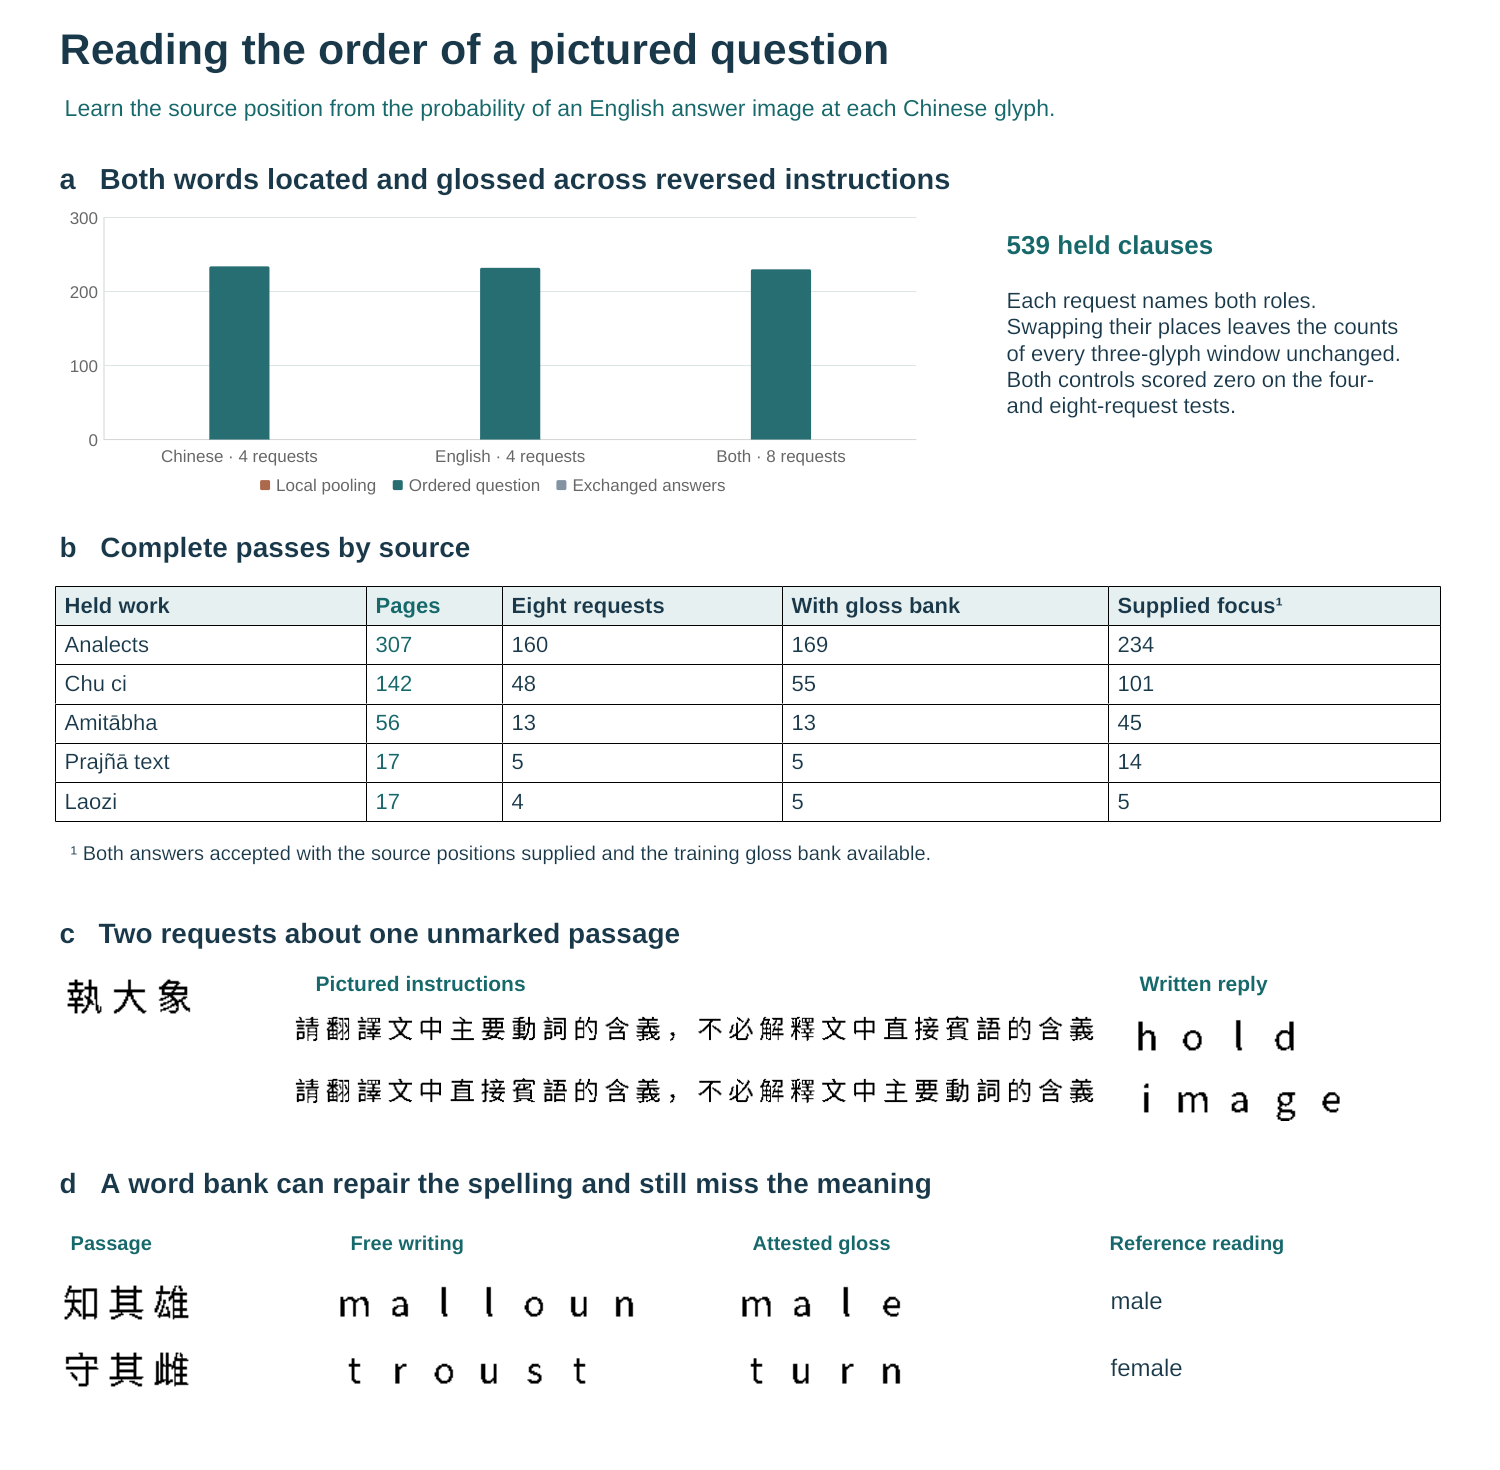 Reading the order of a pictured question
Learn the source position from the probability of an English answer image at each Chinese glyph.
a Both words located and glossed across reversed instructions
300
200
100
0
Chinese · 4 requests English · 4 requests Both · 8 requests
Local pooling Ordered question Exchanged answers
539 held clauses
Each request names both roles.
Swapping their places leaves the counts
of every three-glyph window unchanged.
Both controls scored zero on the four-
and eight-request tests.
b Complete passes by source
Held work Pages Eight requests With gloss bank Supplied focus¹
Analects 307 160 169 234
Chu ci 142 48 55 101
Amitābha 56 13 13 45
Prajñā text 17 5 5 14
Laozi 17 4 5 5
¹ Both answers accepted with the source positions supplied and the training gloss bank available.
c Two requests about one unmarked passage
Pictured instructions Written reply
執大象
請翻譯文中主要動詞的含義，不必解釋文中直接賓語的含義 hold
請翻譯文中直接賓語的含義，不必解釋文中主要動詞的含義 image
d A word bank can repair the spelling and still miss the meaning
Passage Free writing Attested gloss Reference reading
知其雄 malloun male male
守其雌 troust turn female